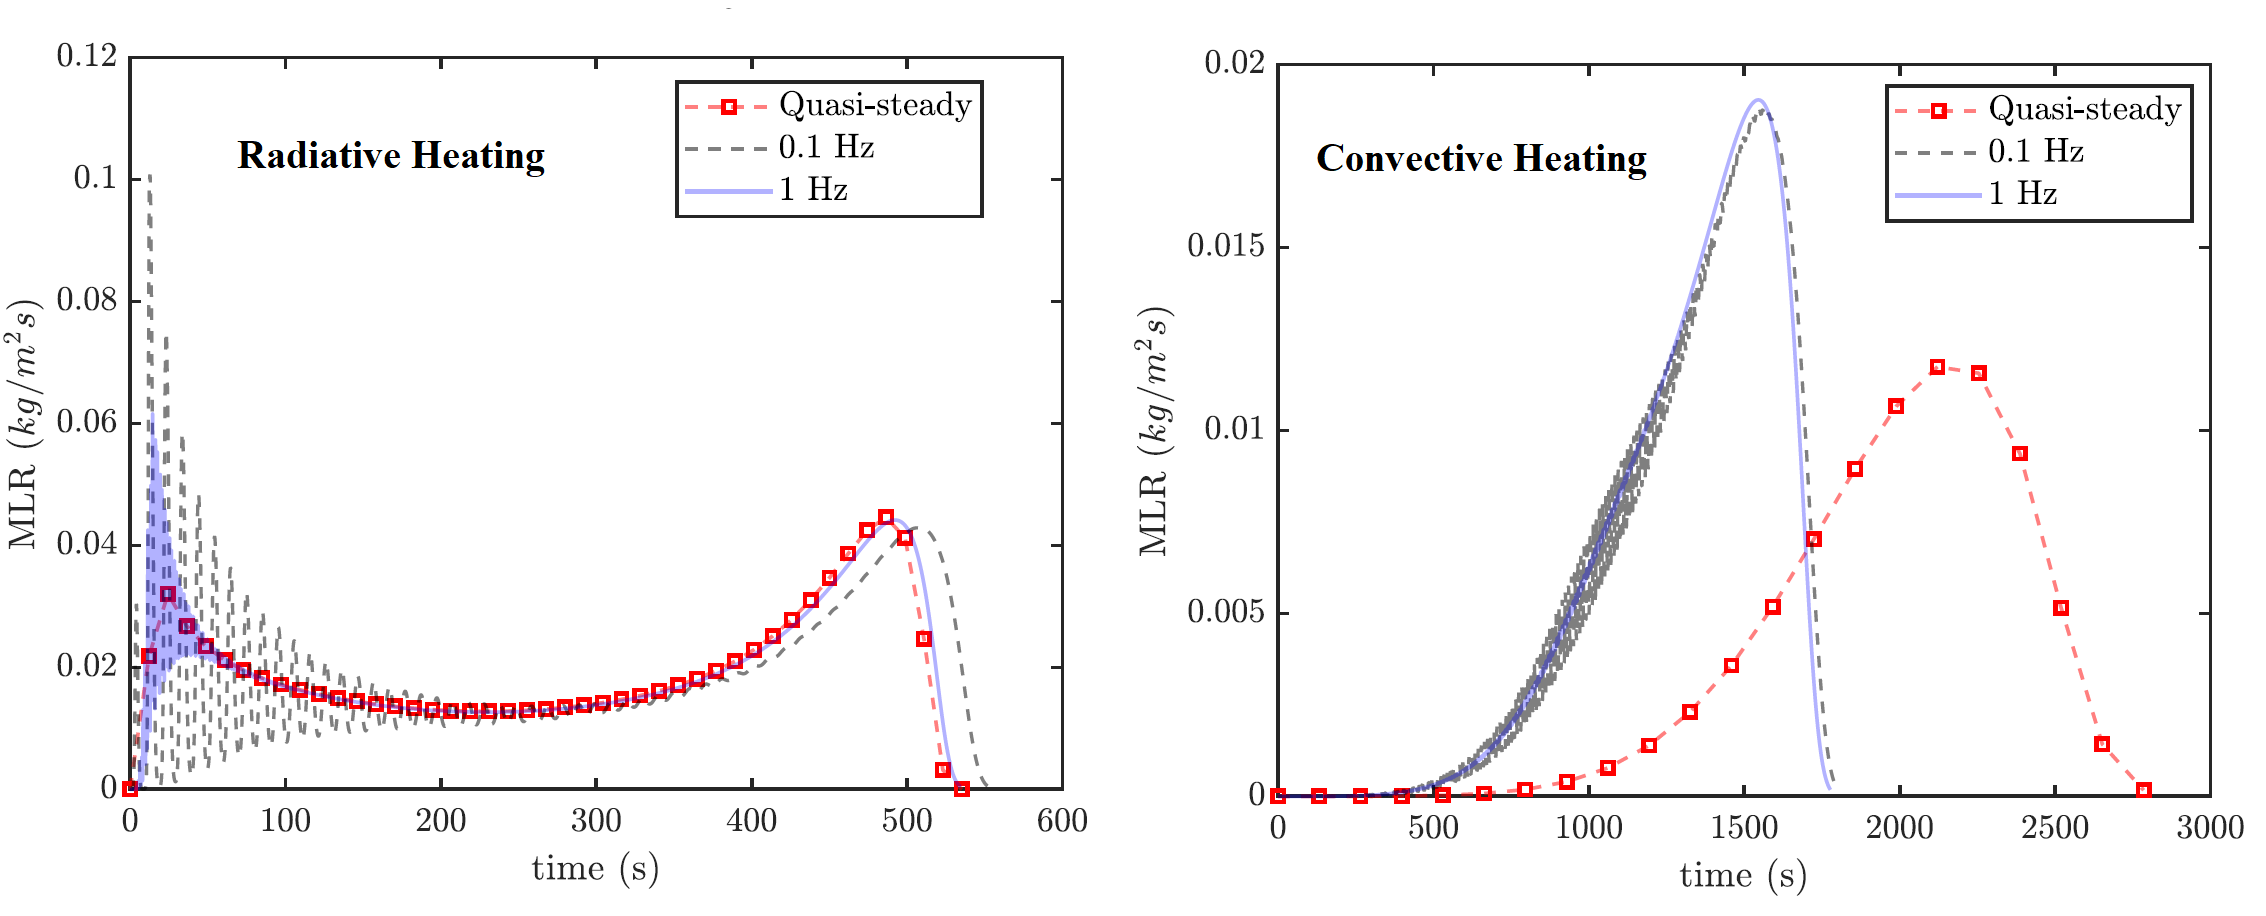 0.12
0.1
0.08
0.06
0.04
0.02
0
MLR (kg/m²s)
Radiative Heating
Quasi-steady
0.1 Hz
1 Hz
0 100 200 300 400 500 600
time (s)
0.02
0.015
0.01
0.005
0
MLR (kg/m²s)
Convective Heating
Quasi-steady
0.1 Hz
1 Hz
0 500 1000 1500 2000 2500 3000
time (s)